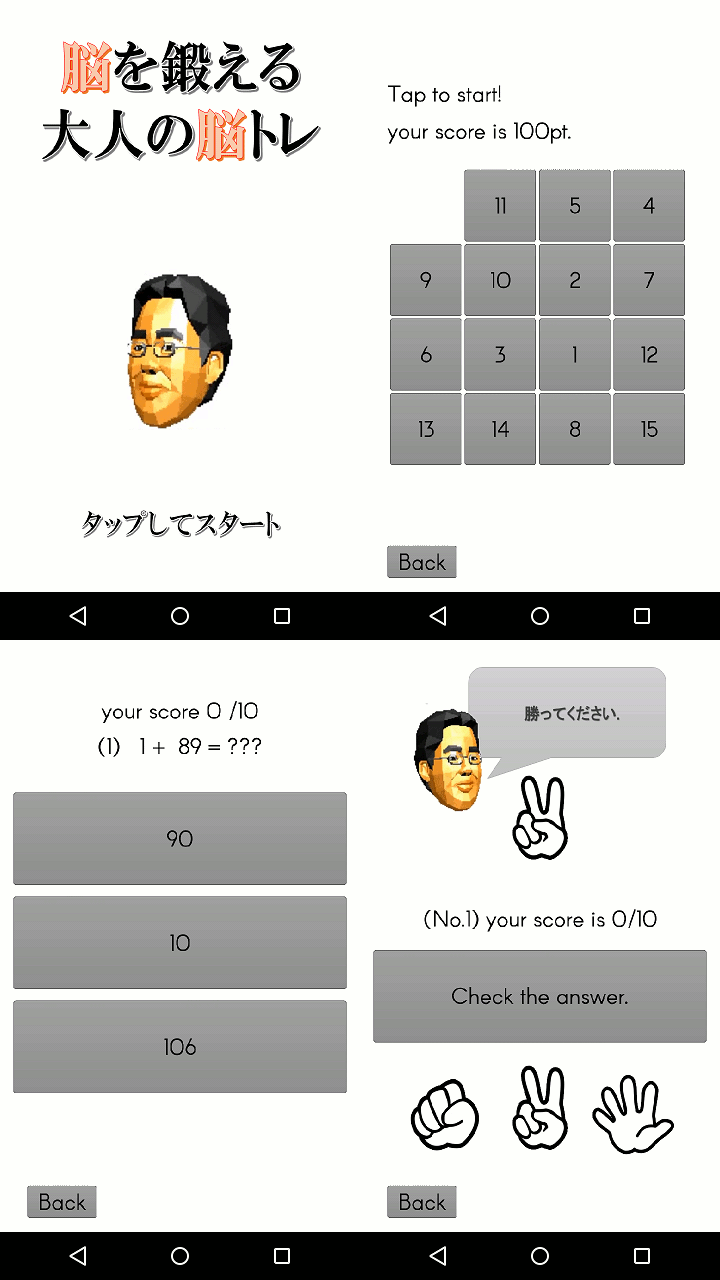 脳を鍛える
大人の脳トレ
タップしてスタート
Tap to start!
your score is 100pt.
11 5 4
9 10 2 7
6 3 1 12
13 14 8 15
Back
your score 0 /10
(1) 1 + 89 = ???
90
10
106
Back
勝ってください.
(No.1) your score is 0/10
Check the answer.
Back